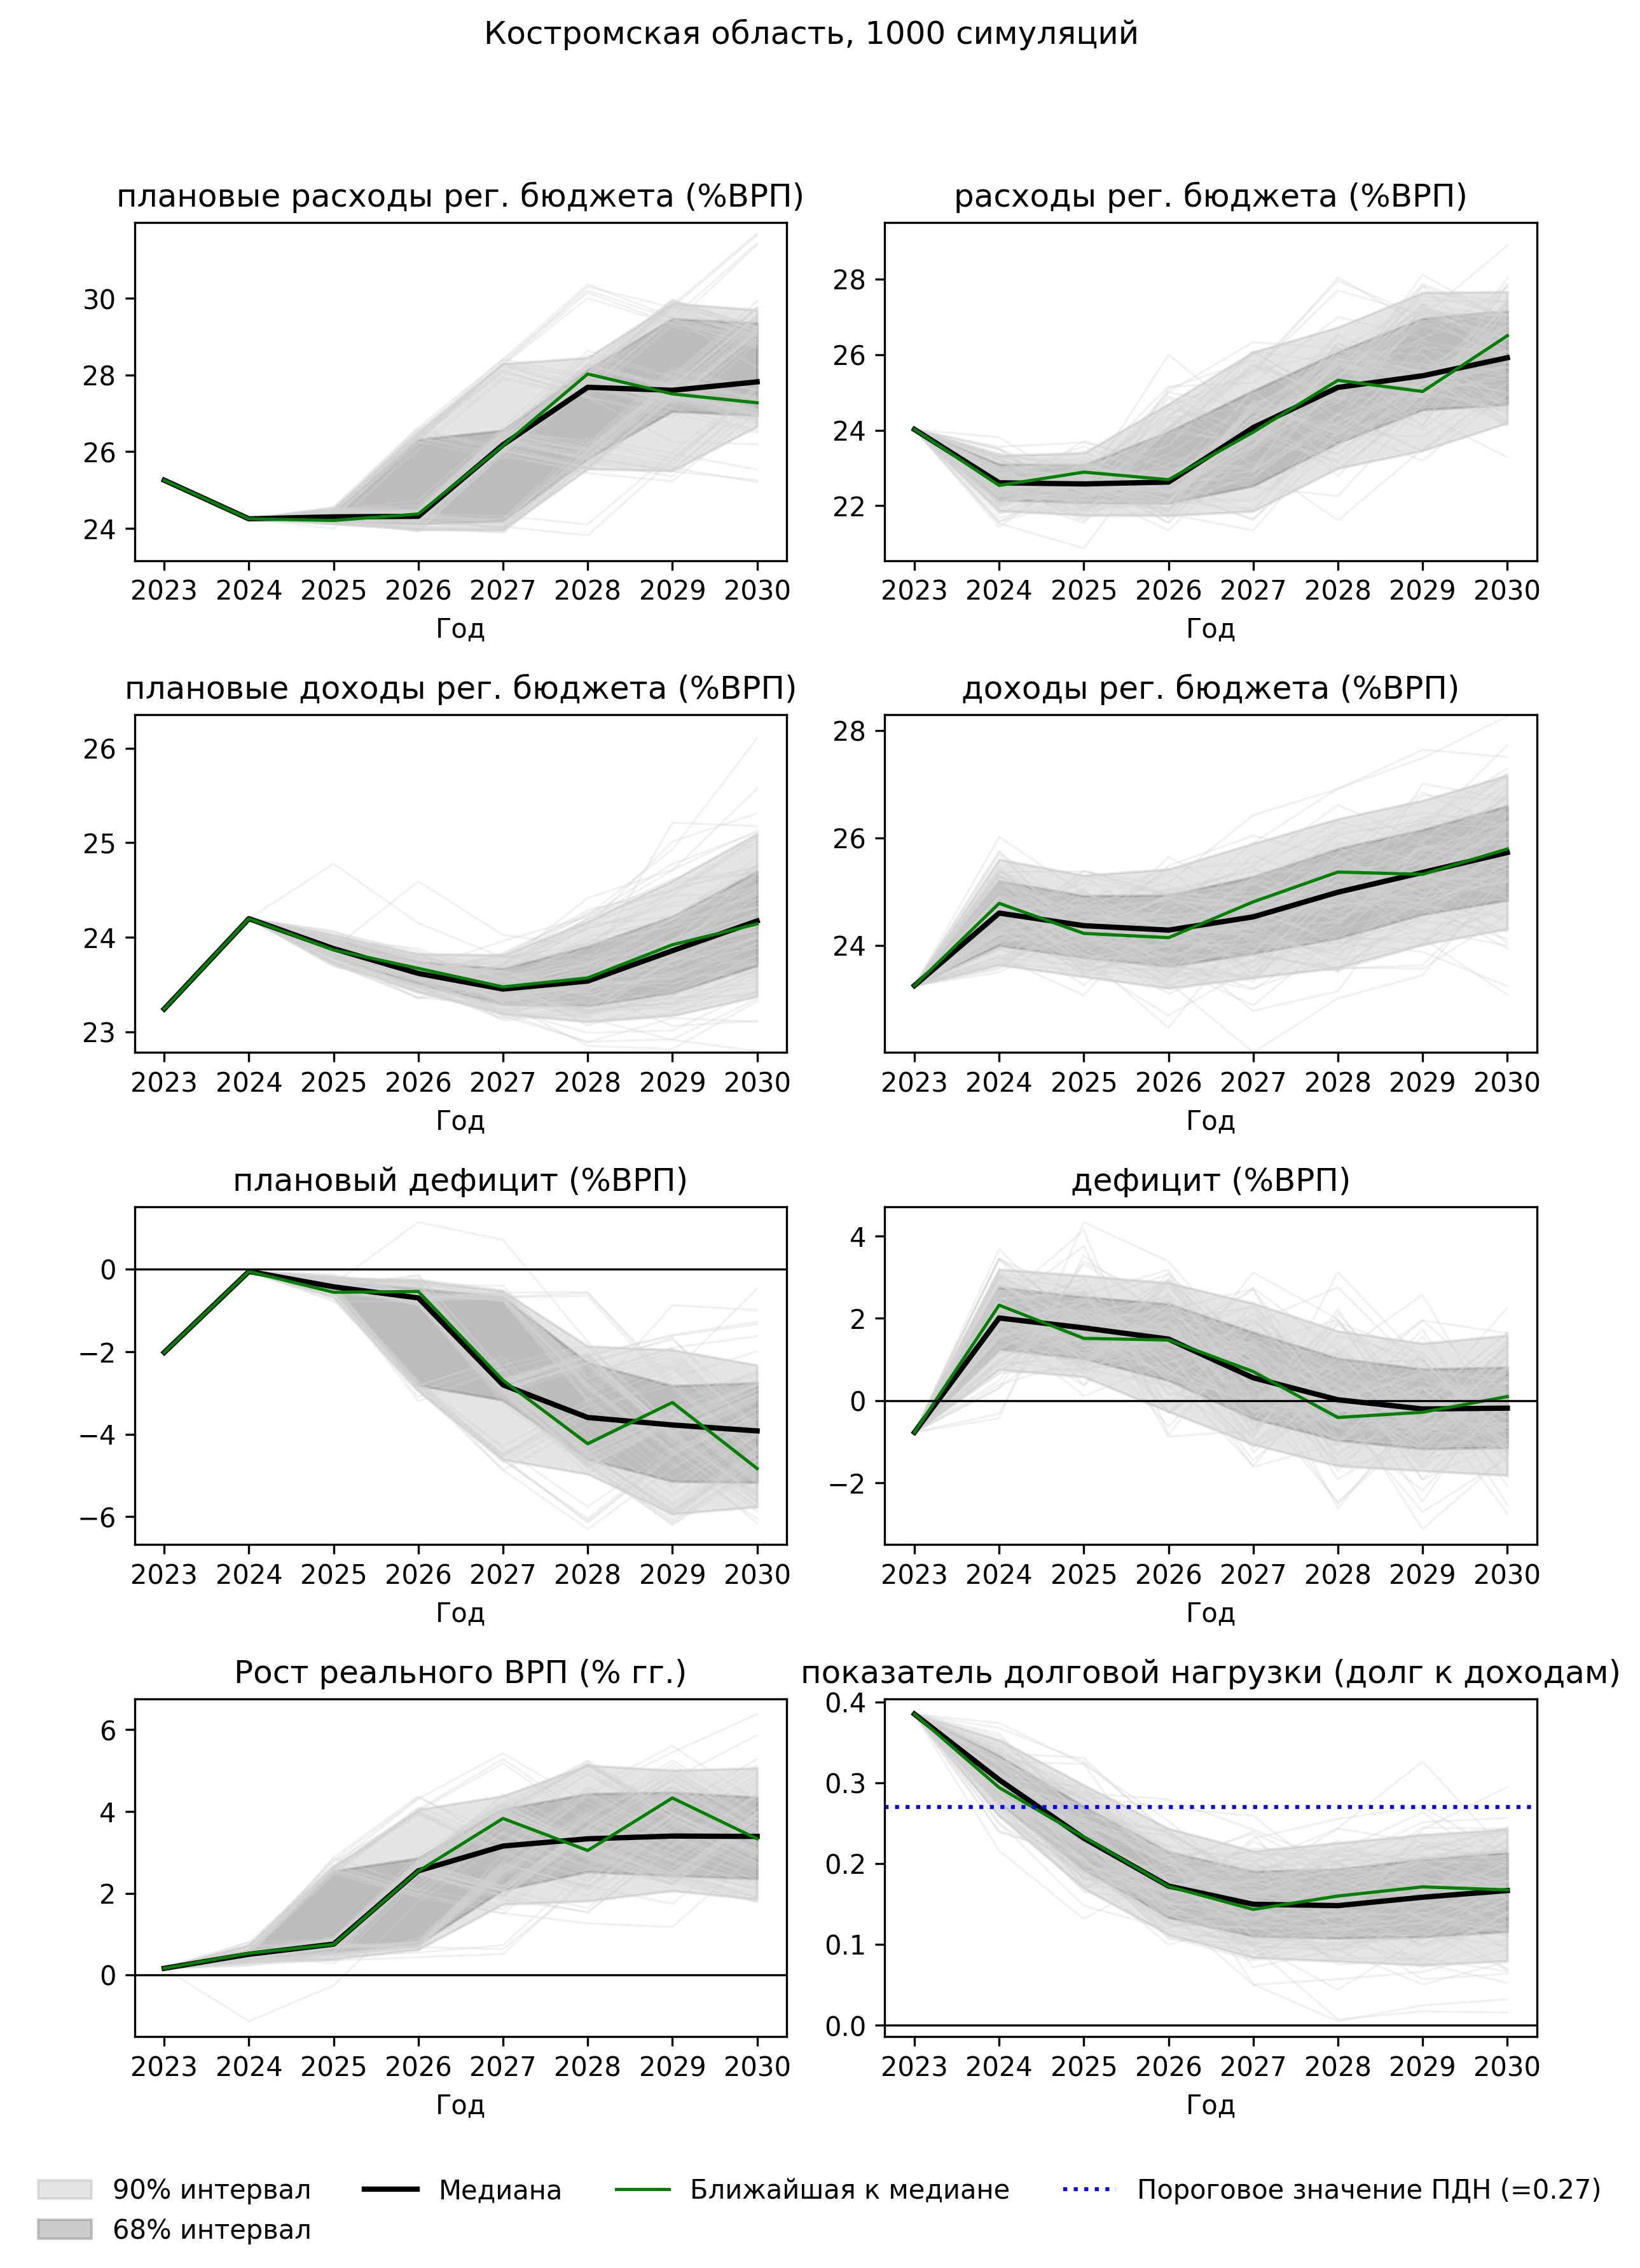 Костромская область, 1000 симуляций
плановые расходы рег. бюджета (%ВРП)
30
28
26
24
2023 2024 2025 2026 2027 2028 2029 2030
Год
расходы рег. бюджета (%ВРП)
28
26
24
22
2023 2024 2025 2026 2027 2028 2029 2030
Год
плановые доходы рег. бюджета (%ВРП)
26
25
24
23
2023 2024 2025 2026 2027 2028 2029 2030
Год
доходы рег. бюджета (%ВРП)
28
26
24
2023 2024 2025 2026 2027 2028 2029 2030
Год
плановый дефицит (%ВРП)
0
−2
−4
−6
2023 2024 2025 2026 2027 2028 2029 2030
Год
дефицит (%ВРП)
4
2
0
−2
2023 2024 2025 2026 2027 2028 2029 2030
Год
Рост реального ВРП (% гг.)
6
4
2
0
2023 2024 2025 2026 2027 2028 2029 2030
Год
показатель долговой нагрузки (долг к доходам)
0.4
0.3
0.2
0.1
0.0
2023 2024 2025 2026 2027 2028 2029 2030
Год
90% интервал
68% интервал
Медиана
Ближайшая к медиане
Пороговое значение ПДН (=0.27)